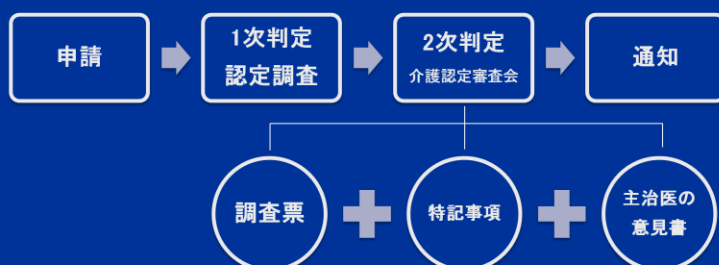 申請
1次判定
認定調査
2次判定
介護認定審査会
通知
調査票
特記事項
主治医の
意見書